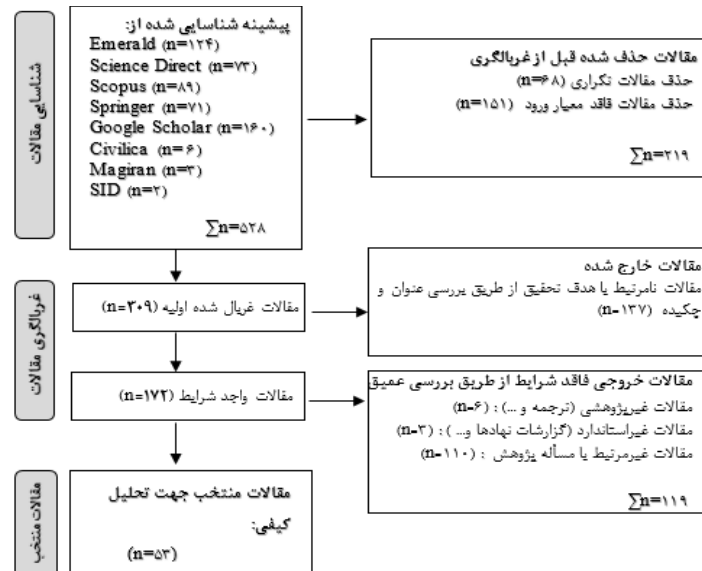 شناسایی مقالات
پیشینه شناسایی شده از:
Emerald (n=۱۲۴)
Science Direct (n=۷۳)
Scopus (n=۸۹)
Springer (n=۷۱)
Google Scholar (n=۱۶۰)
Civilica (n=۶)
Magiran (n=۳)
SID (n=۲)
∑n=۵۲۸
مقالات حذف شده قبل از غربالگری
حذف مقالات تکراری (n=۶۸)
حذف مقالات فاقد معیار ورود (n=۱۵۱)
∑n=۲۱۹
غربالگری مقالات
مقالات غربال شده اولیه (n=۳۰۹)
مقالات خارج شده
مقالات نامرتبط با هدف تحقیق از طریق بررسی عنوان و
چکیده (n=۱۳۷)
مقالات واجد شرایط (n=۱۷۲)
مقالات خروجی فاقد شرایط از طریق بررسی عمیق
مقالات غیرپژوهشی (ترجمه و ...) : (n=۶)
مقالات غیراستاندارد (گزارشات نهادها و... ) : (n=۳)
مقالات غیرمرتبط با مسأله پژوهش : (n=۱۱۰)
∑n=۱۱۹
مقالات منتخب
مقالات منتخب جهت تحلیل
کیفی:
(n=۵۳)